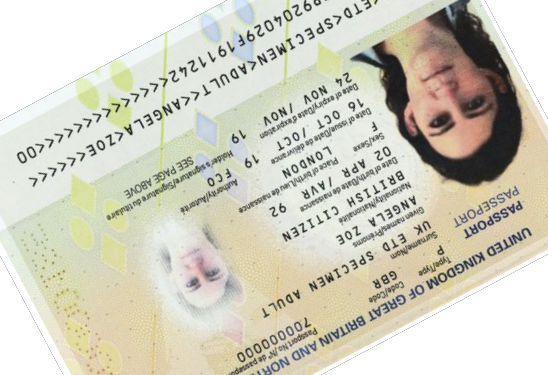 UNITED KINGDOM OF GREAT BRITAIN AND
PASSPORT
PASSEPORT
Type/Type Code/Code Passport No./Nº de passeport
P GBR 700000000
Surname/Nom
UK ETD SPECIMEN ADULT
Given names/Prénoms
ANGELA ZOE
Nationality/Nationalité
BRITISH CITIZEN
Date of birth/Date de naissance
02 APR /AVR 92
Sex/Sexe Place of birth/Lieu de naissance
F LONDON
Date of issue/Date de délivrance Authority/Autorité
16 OCT /OCT 19 FCO
Date of expiry/Date d'expiration Holder's signature/Signature du titulaire
24 NOV /NOV 19 SEE PAGE ABOVE
<ETD<SPECIMEN<ADULT<<ANGELA<ZOE<<<<<<<
R9204029F1911242<<<<<<<<<<<<<<00